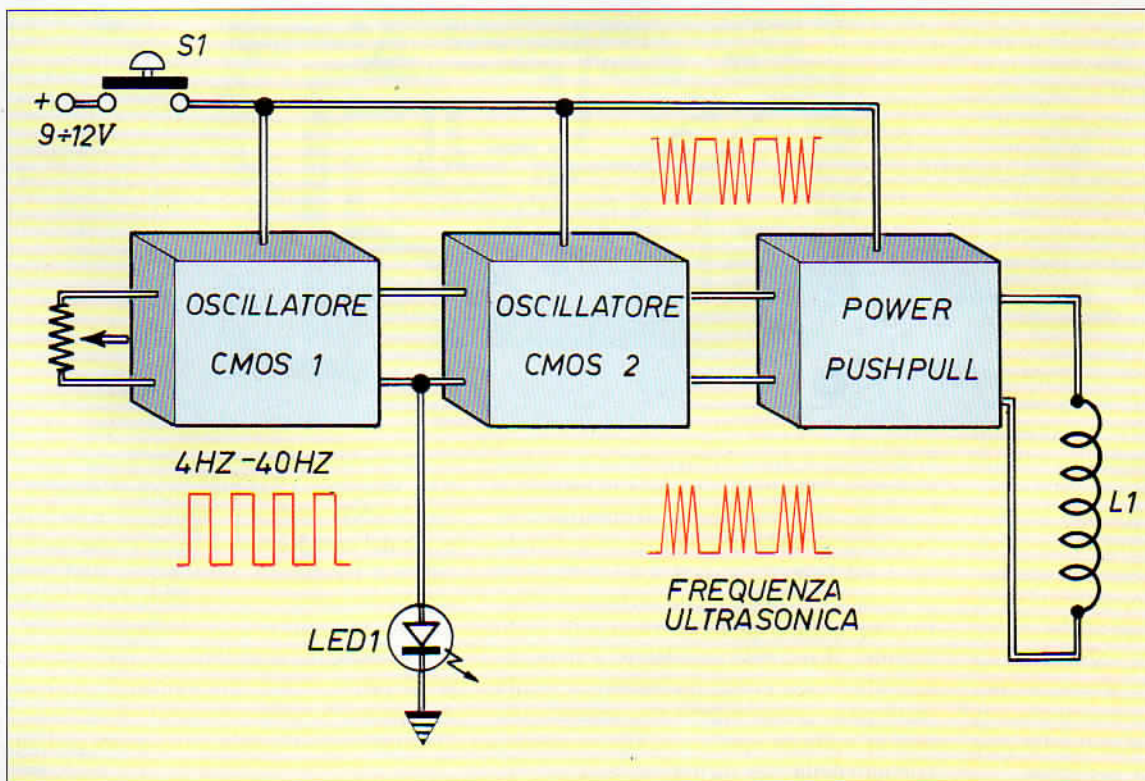 S1
+
9÷12V
OSCILLATORE
CMOS 1
OSCILLATORE
CMOS 2
POWER
PUSHPULL
4HZ-40HZ
L1
FREQUENZA
ULTRASONICA
LED1